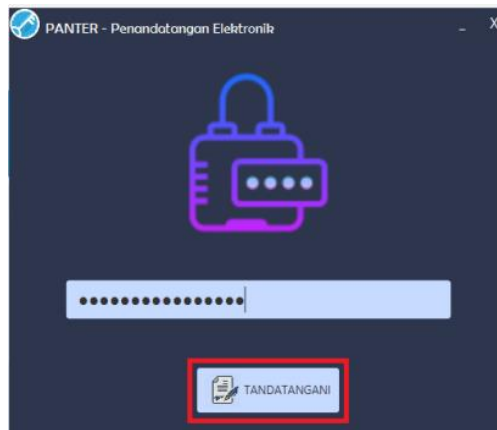 PANTER - Penandatangan Elektronik
_ X
●●●●●●●●●●●●●●●●
TANDATANGANI